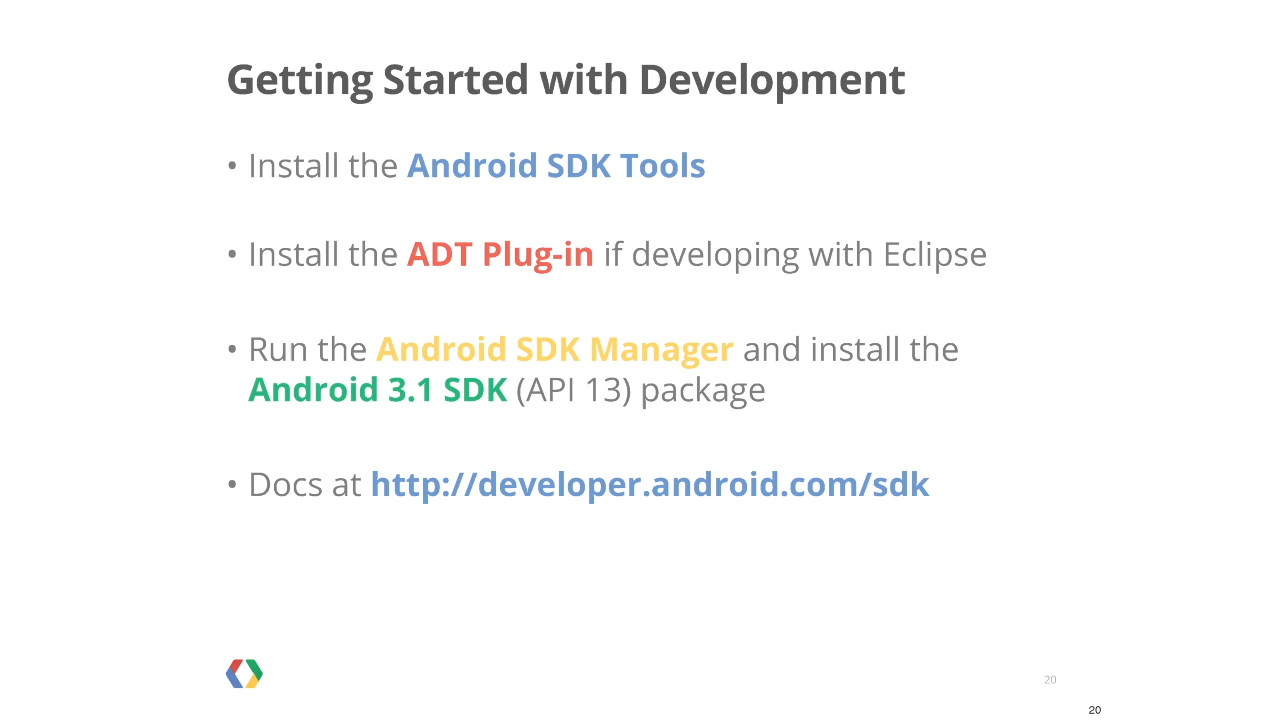 Getting Started with Development
• Install the Android SDK Tools
• Install the ADT Plug-in if developing with Eclipse
• Run the Android SDK Manager and install the
Android 3.1 SDK (API 13) package
• Docs at http://developer.android.com/sdk
20
20